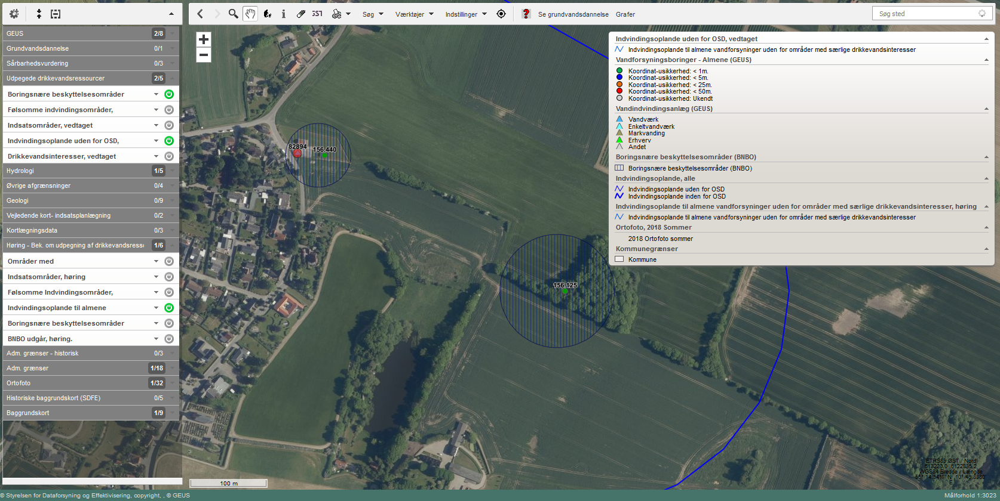 Søg
Værktøjer
Indstillinger
Se grundvandsdannelse
Grafer
Søg sted
GEUS 2/8
Grundvandsdannelse 0/1
Sårbarhedsvurdering 0/3
Udpegede drikkevandsressourcer 2/5
Boringsnære beskyttelsesområder
Følsomme indvindingsområder,
Indsatsområder, vedtaget
Indvindingsoplande uden for OSD,
Drikkevandsinteresser, vedtaget
Hydrologi 1/5
Øvrige afgrænsninger 0/4
Geologi 0/9
Vejledende kort- indsatsplanlægning 0/2
Kortlægningsdata 0/3
Høring - Bek. om udpegning af drikkevandsress 1/6
Områder med
Indsatsområder, høring
Følsomme Indvindingsområder,
Indvindingsoplande til almene
Boringsnære beskyttelsesområder
BNBO udgår, høring.
Adm. grænser - historisk 0/3
Adm. grænser 1/18
Ortofoto 1/32
Historiske baggrundskort (SDFE) 0/5
Baggrundskort 1/9
82894
156.440
156.125
Indvindingsoplande uden for OSD, vedtaget
Indvindingsoplande til almene vandforsyninger uden for områder med særlige drikkevandsinteresser
Vandforsyningsboringer - Almene (GEUS)
Koordinat-usikkerhed: < 1m.
Koordinat-usikkerhed: < 5m.
Koordinat-usikkerhed: < 25m.
Koordinat-usikkerhed: < 50m.
Koordinat-usikkerhed: Ukendt
Vandindvindingsanlæg (GEUS)
Vandværk
Enkeltvandværk
Markvanding
Erhverv
Andet
Boringsnære beskyttelsesområder (BNBO)
Boringsnære beskyttelsesområder (BNBO)
Indvindingsoplande, alle
Indvindingsoplande uden for OSD
Indvindingsoplande inden for OSD
Indvindingsoplande til almene vandforsyninger uden for områder med særlige drikkevandsinteresser, høring
Indvindingsoplande til almene vandforsyninger uden for områder med særlige drikkevandsinteresser
Ortofoto, 2018 Sommer
2018 Ortofoto sommer
Kommunegrænser
Kommune
ETRS89 ØST / Nord
WGS84 Bredde / Længde
E
100 m
© Styrelsen for Dataforsyning og Effektivisering, copyright, , © GEUS
Målforhold 1:3023